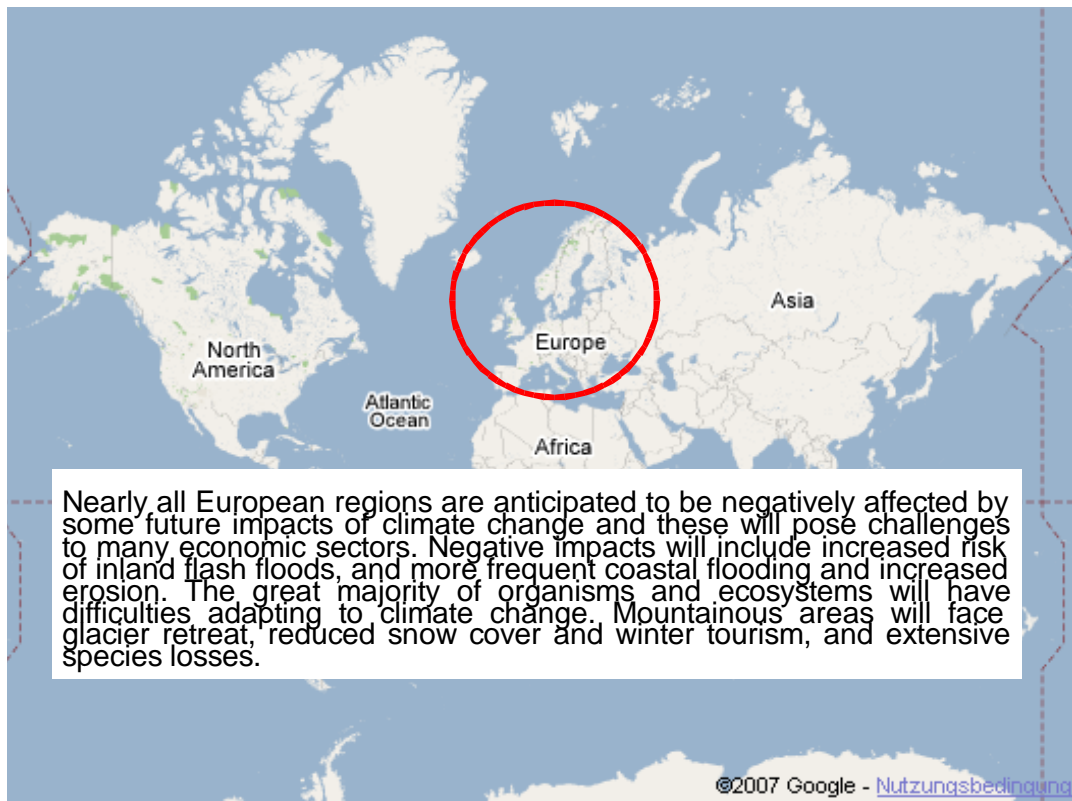 Asia
Europe
North
America
Atlantic
Ocean
Africa
Nearly all European regions are anticipated to be negatively affected by
some future impacts of climate change and these will pose challenges
to many economic sectors. Negative impacts will include increased risk
of inland flash floods, and more frequent coastal flooding and increased
erosion. The great majority of organisms and ecosystems will have
difficulties adapting to climate change. Mountainous areas will face
glacier retreat, reduced snow cover and winter tourism, and extensive
species losses.
©2007 Google - Nutzungsbedingung